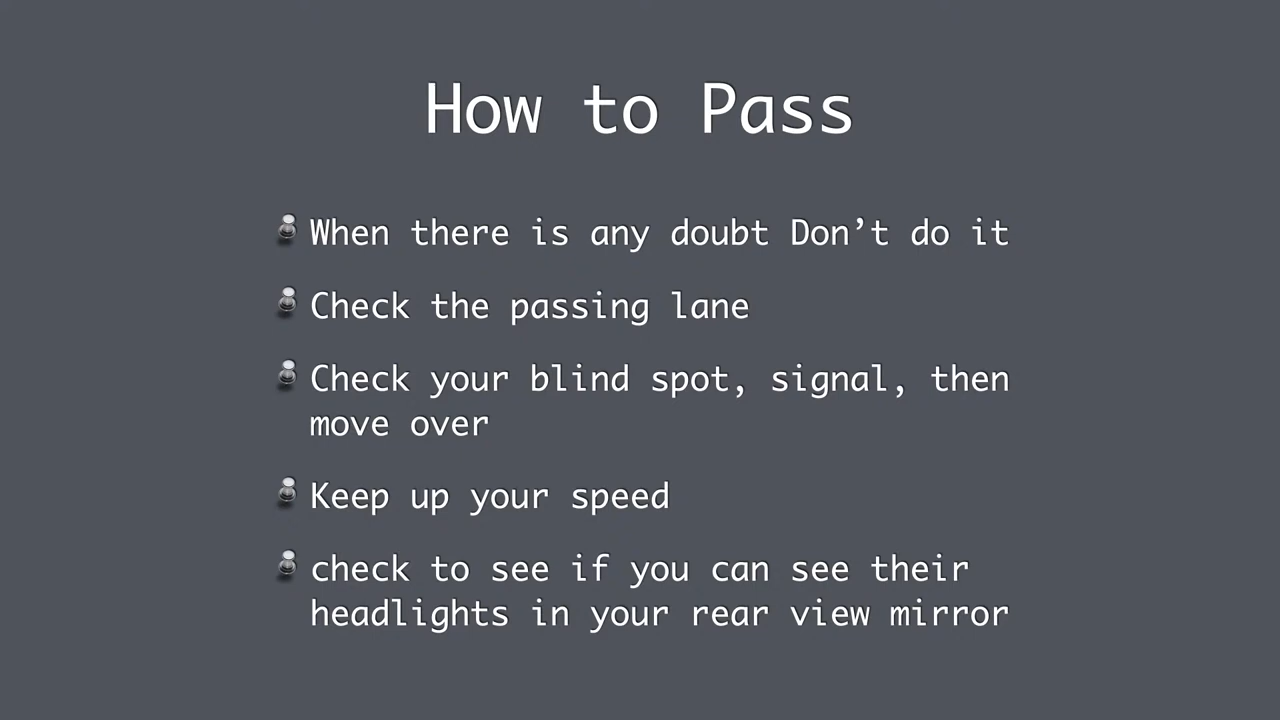 How to Pass
When there is any doubt Don’t do it
Check the passing lane
Check your blind spot, signal, then
move over
Keep up your speed
check to see if you can see their
headlights in your rear view mirror